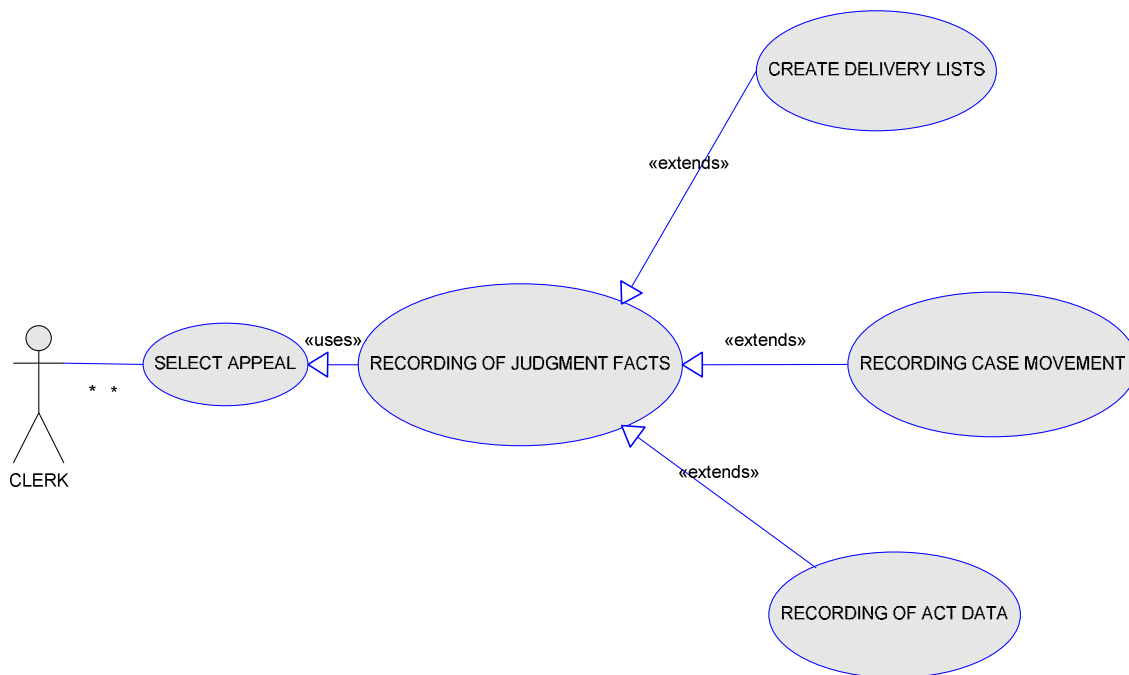 CREATE DELIVERY LISTS
«extends»
«uses»
«extends»
SELECT APPEAL
RECORDING OF JUDGMENT FACTS
RECORDING CASE MOVEMENT
* *
CLERK
«extends»
RECORDING OF ACT DATA